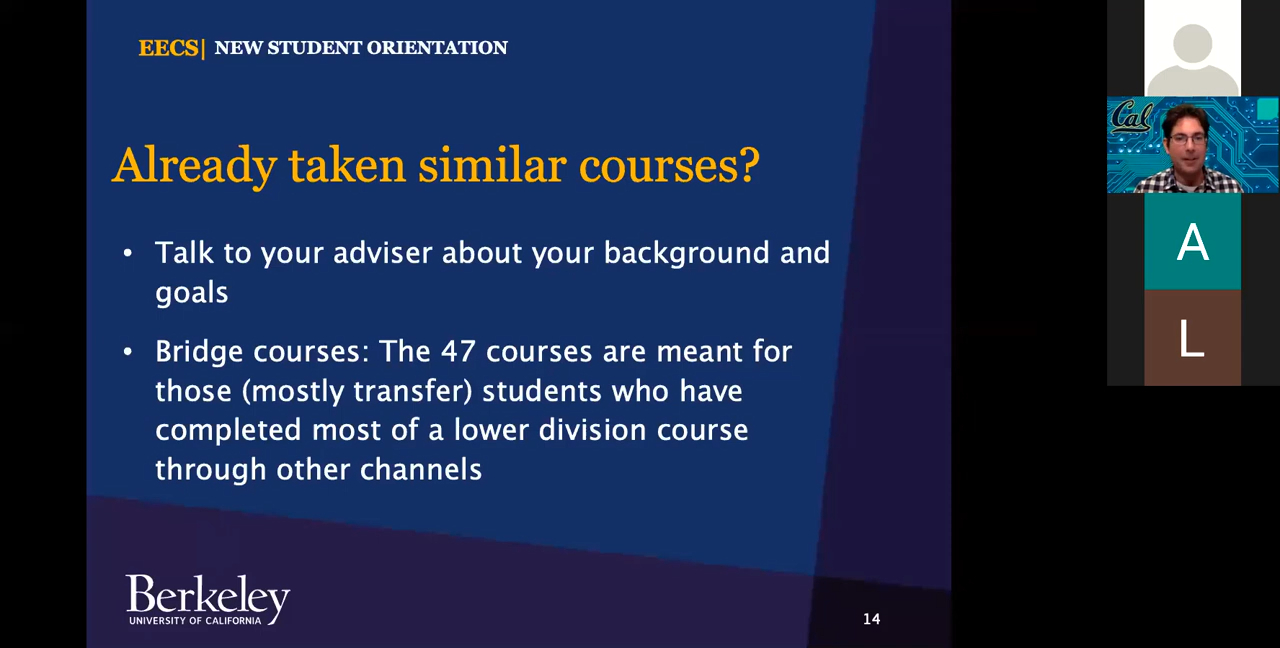 EECS| NEW STUDENT ORIENTATION
Already taken similar courses?
• Talk to your adviser about your background and
goals
• Bridge courses: The 47 courses are meant for
those (mostly transfer) students who have
completed most of a lower division course
through other channels
Berkeley
UNIVERSITY OF CALIFORNIA
14
Cal
A
L